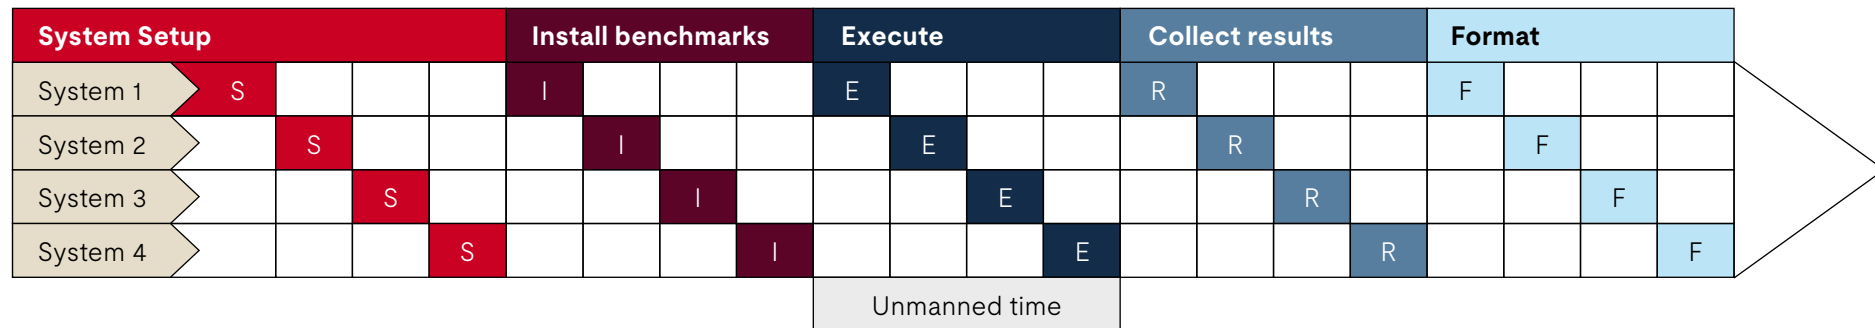 System Setup Install benchmarks Execute Collect results Format
System 1 S I E R F
System 2 S I E R F
System 3 S I E R F
System 4 S I E R F
Unmanned time